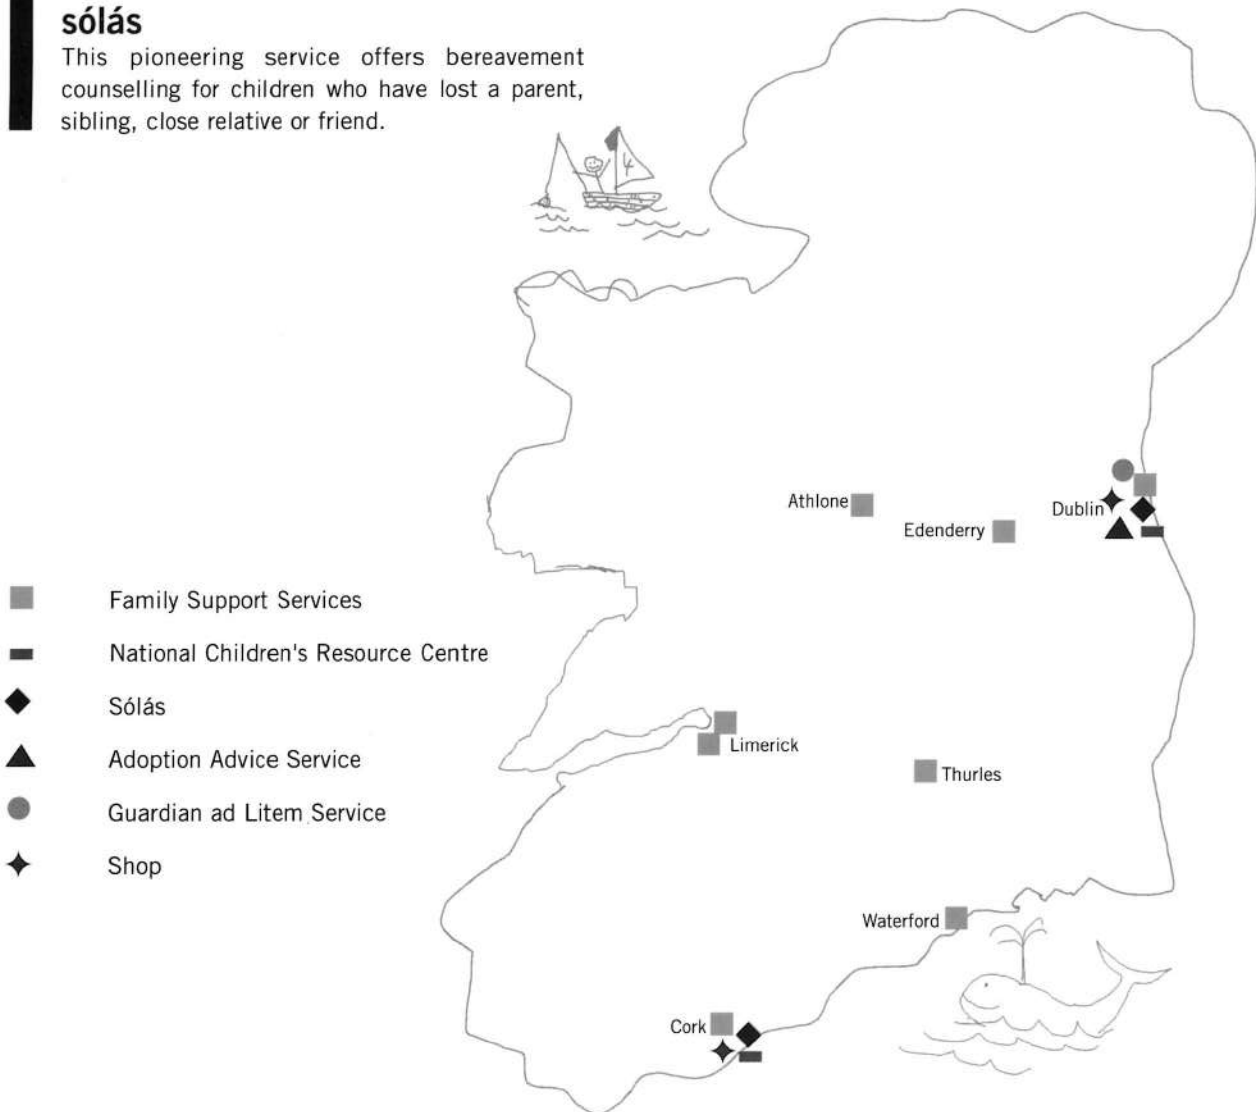 sólás
This pioneering service offers bereavement
counselling for children who have lost a parent,
sibling, close relative or friend.
4
Athlone
Edenderry
Dublin
Family Support Services
National Children's Resource Centre
Sólás
Adoption Advice Service
Guardian ad Litem Service
Shop
Limerick
Thurles
Waterford
Cork